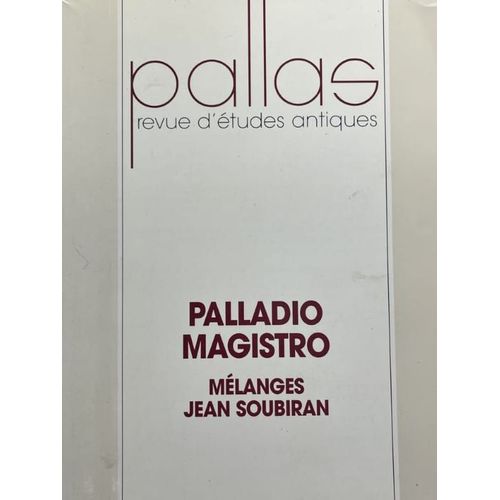 pallas
revue d'études antiques
PALLADIO
MAGISTRO
MÉLANGES
JEAN SOUBIRAN